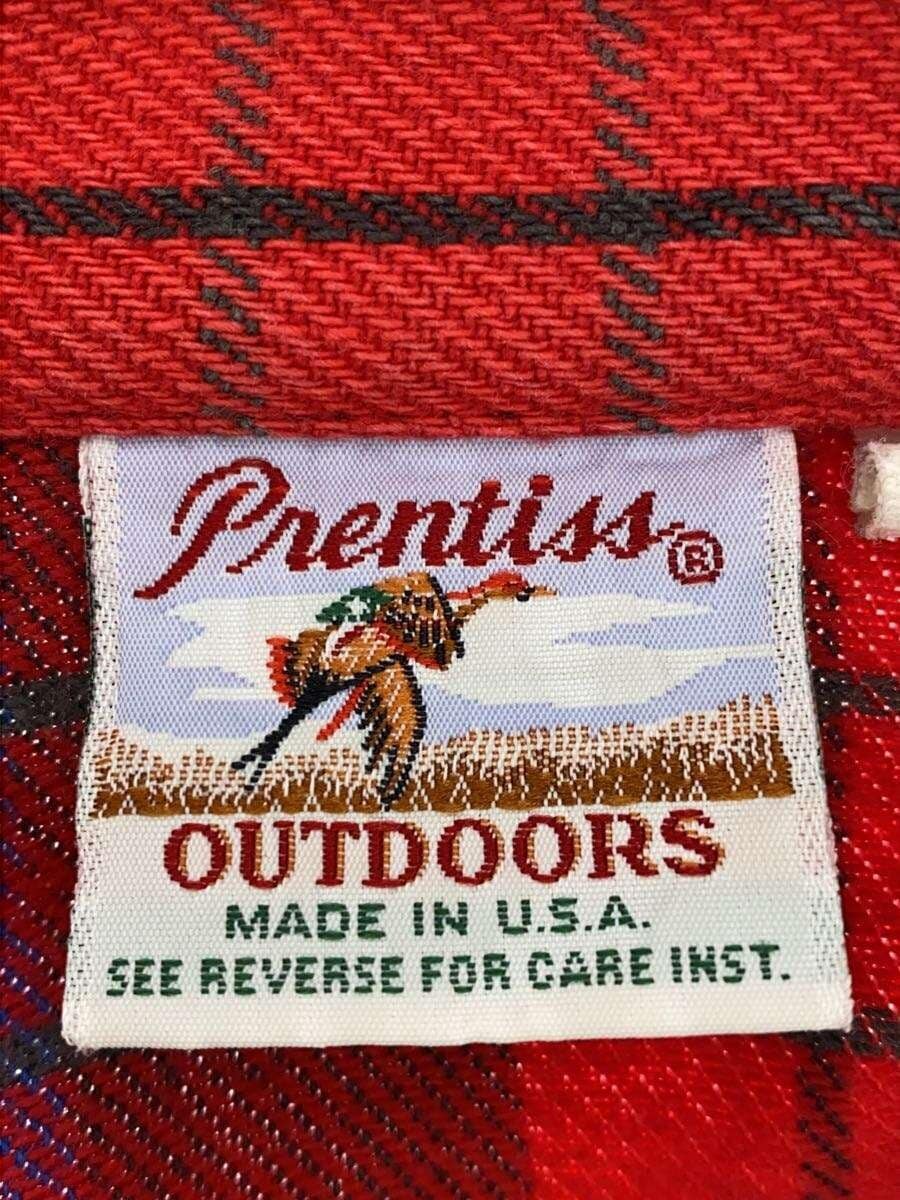 Prentiss®
OUTDOORS
MADE IN U.S.A.
SEE REVERSE FOR CARE INST.